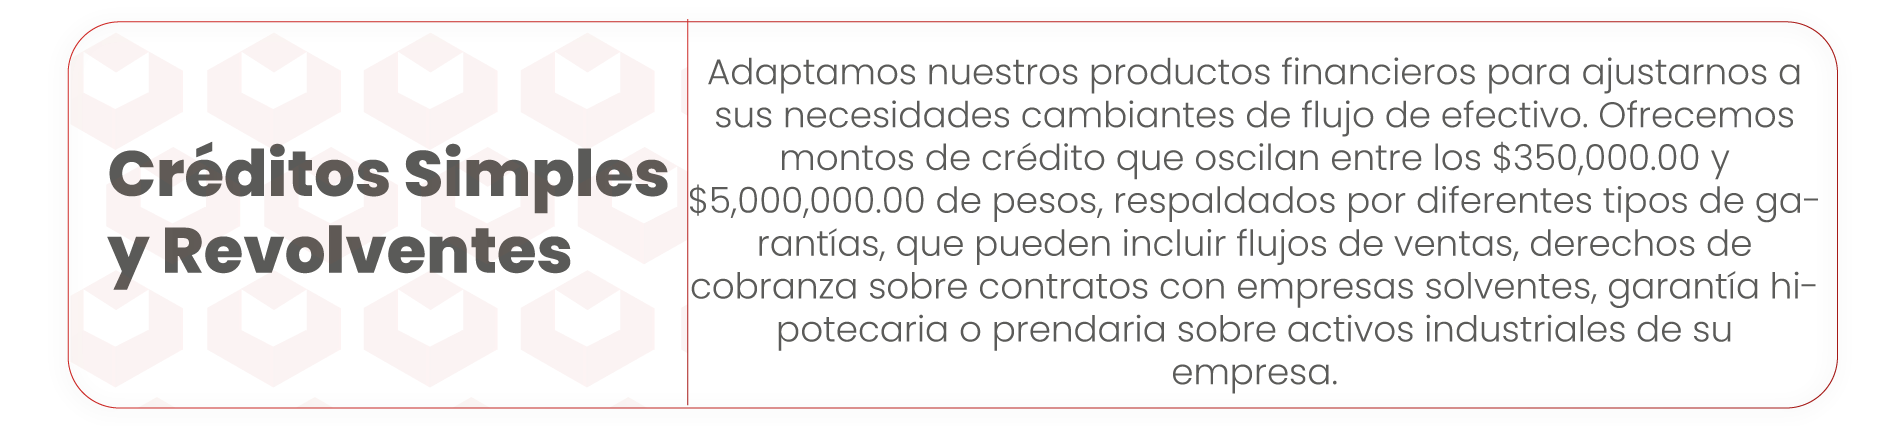 Créditos Simples
y Revolventes
Adaptamos nuestros productos financieros para ajustarnos a
sus necesidades cambiantes de flujo de efectivo. Ofrecemos
montos de crédito que oscilan entre los $350,000.00 y
$5,000,000.00 de pesos, respaldados por diferentes tipos de ga-
rantías, que pueden incluir flujos de ventas, derechos de
cobranza sobre contratos con empresas solventes, garantía hi-
potecaria o prendaria sobre activos industriales de su
empresa.